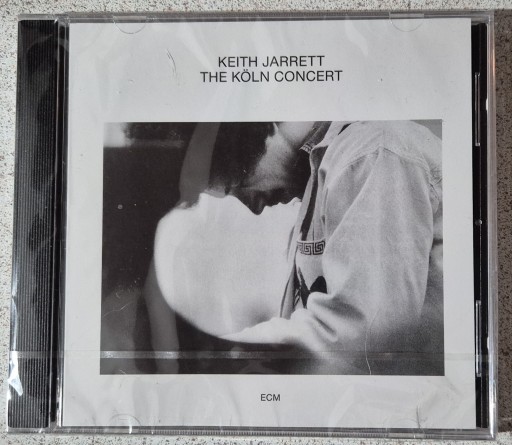 KEITH JARRETT
THE KÖLN CONCERT
ECM